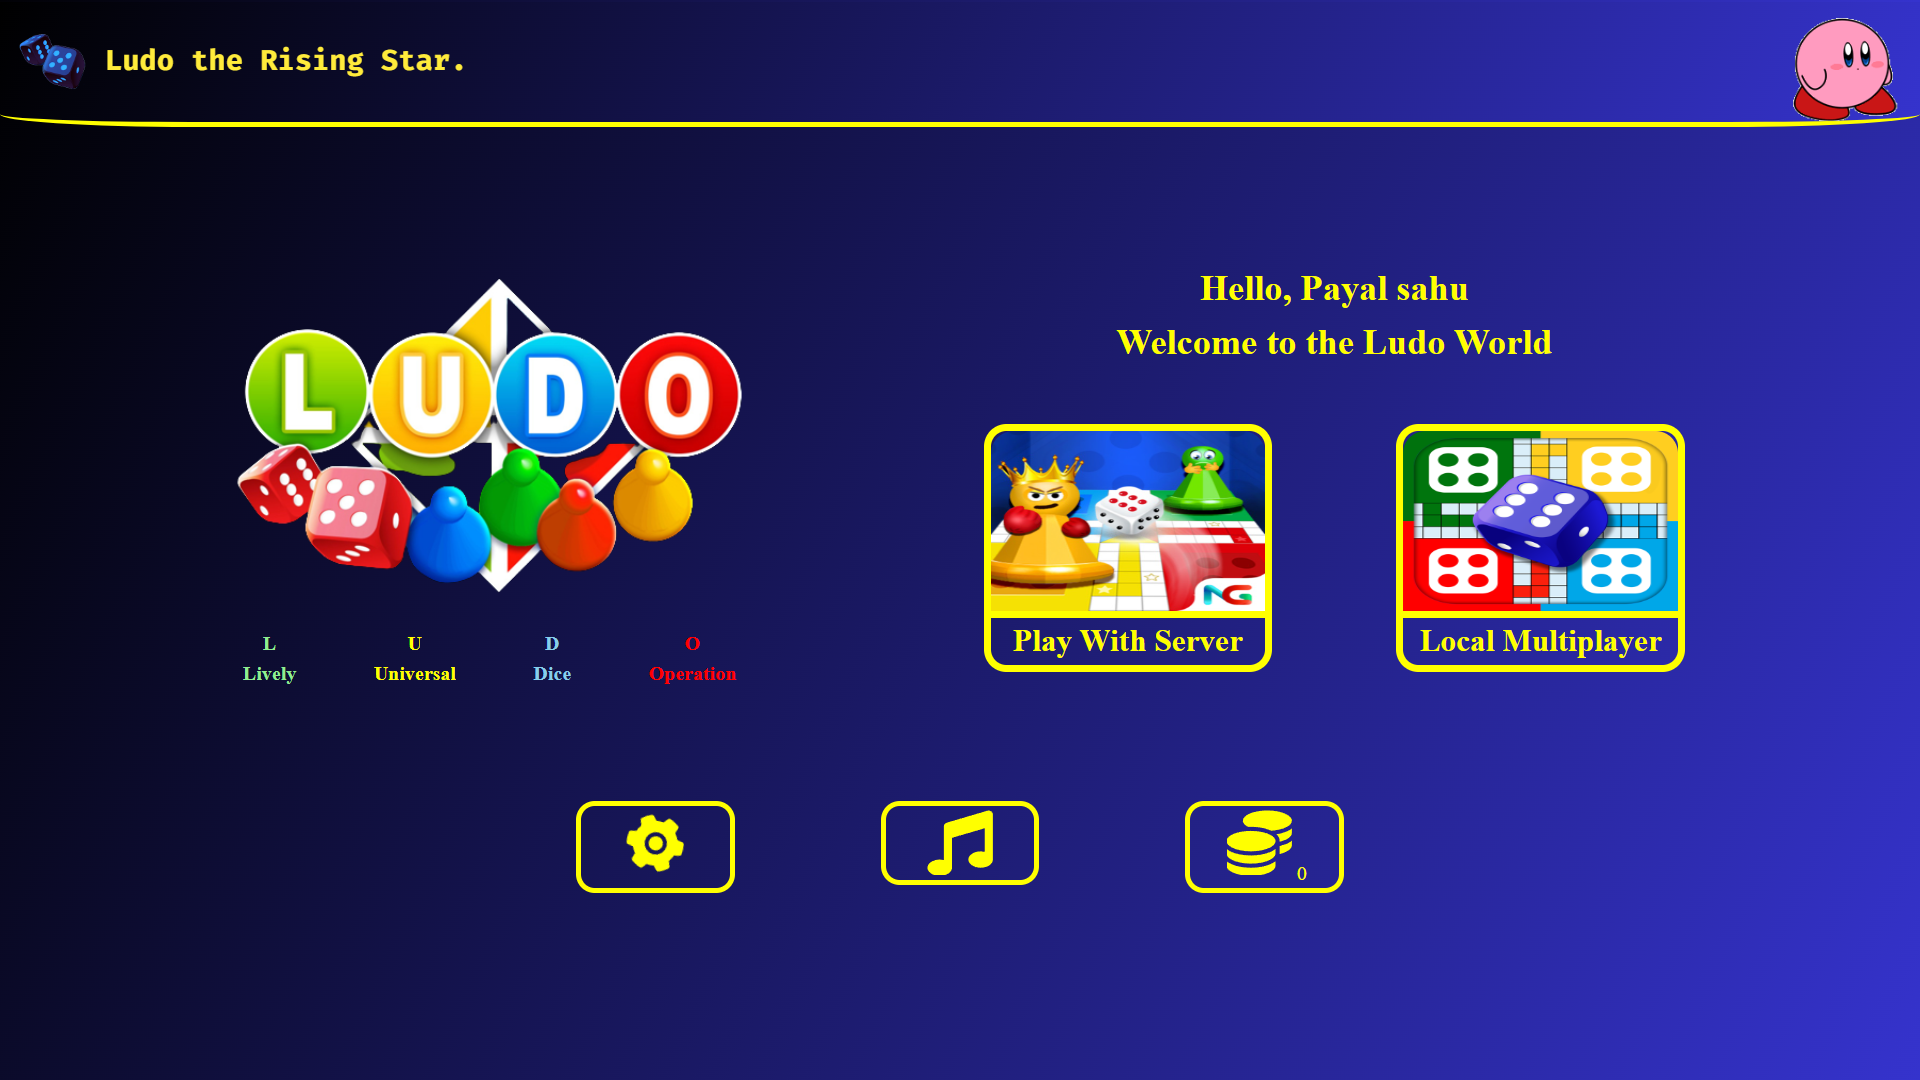 Ludo the Rising Star.
LUDO
L U D O
Lively Universal Dice Operation
Hello, Payal sahu
Welcome to the Ludo World
NG
Play With Server
Local Multiplayer
0